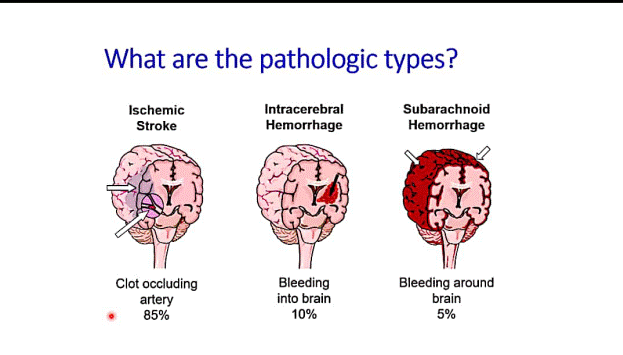 What are the pathologic types?
Ischemic
Stroke
Intracerebral
Hemorrhage
Subarachnoid
Hemorrhage
Clot occluding
artery
85%
Bleeding
into brain
10%
Bleeding around
brain
5%